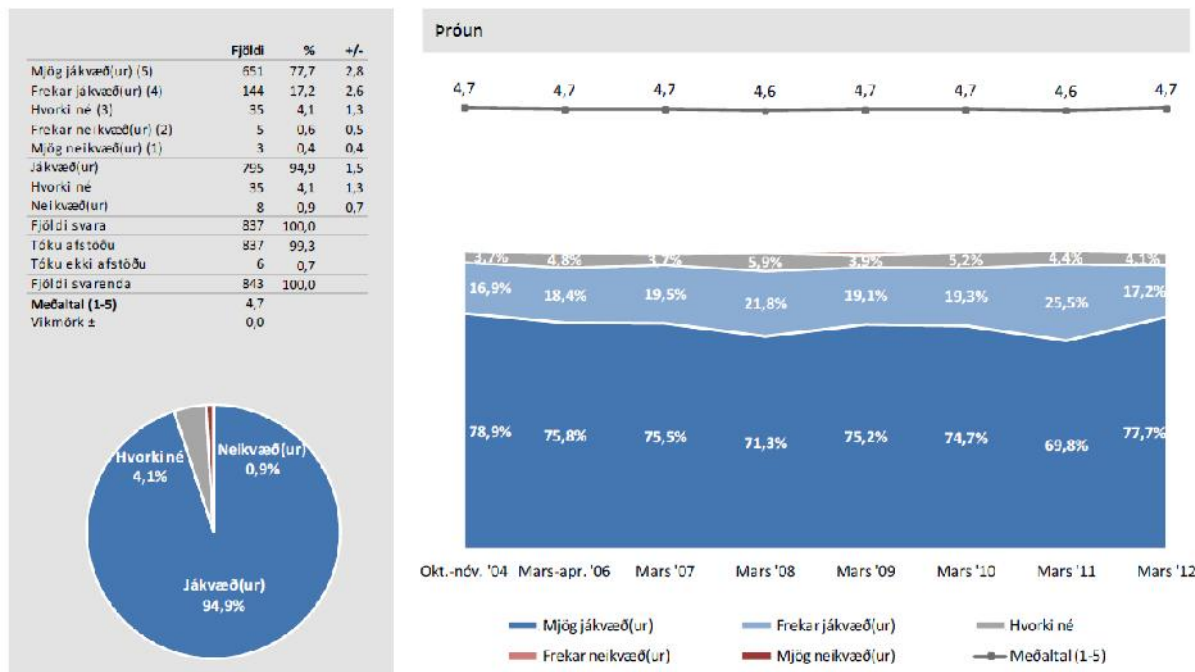 Fjöldi % +/-
Mjög jákvæð(ur) (5) 651 77,7 2,8
Frekar jákvæð(ur) (4) 144 17,2 2,6
Hvorki né (3) 35 4,1 1,3
Frekar neikvæð(ur) (2) 5 0,6 0,5
Mjög neikvæð(ur) (1) 3 0,4 0,4
Jákvæð(ur) 795 94,9 1,5
Hvorki né 35 4,1 1,3
Neikvæð(ur) 8 0,9 0,7
Fjöldi svara 837 100,0
Tóku afstöðu 837 99,3
Tóku ekki afstöðu 6 0,7
Fjöldi svarenda 843 100,0
Meðaltal (1-5) 4,7
Vikmörk ± 0,0
Hvorki né
4,1%
Neikvæð(ur)
0,9%
Jákvæð(ur)
94,9%
Þróun
4,7 4,7 4,7 4,6 4,7 4,7 4,6 4,7
3,7% 4,8% 3,7% 5,9% 3,9% 5,2% 4,4% 4,1%
16,9% 18,4% 19,5% 21,8% 19,1% 19,3% 25,5% 17,2%
78,9% 75,8% 75,5% 71,3% 75,2% 74,7% 69,8% 77,7%
Okt.-nóv. '04 Mars-apr. '06 Mars '07 Mars '08 Mars '09 Mars '10 Mars '11 Mars '12
Mjög jákvæð(ur) Frekar jákvæð(ur) Hvorki né
Frekar neikvæð(ur) Mjög neikvæð(ur) Meðaltal (1-5)